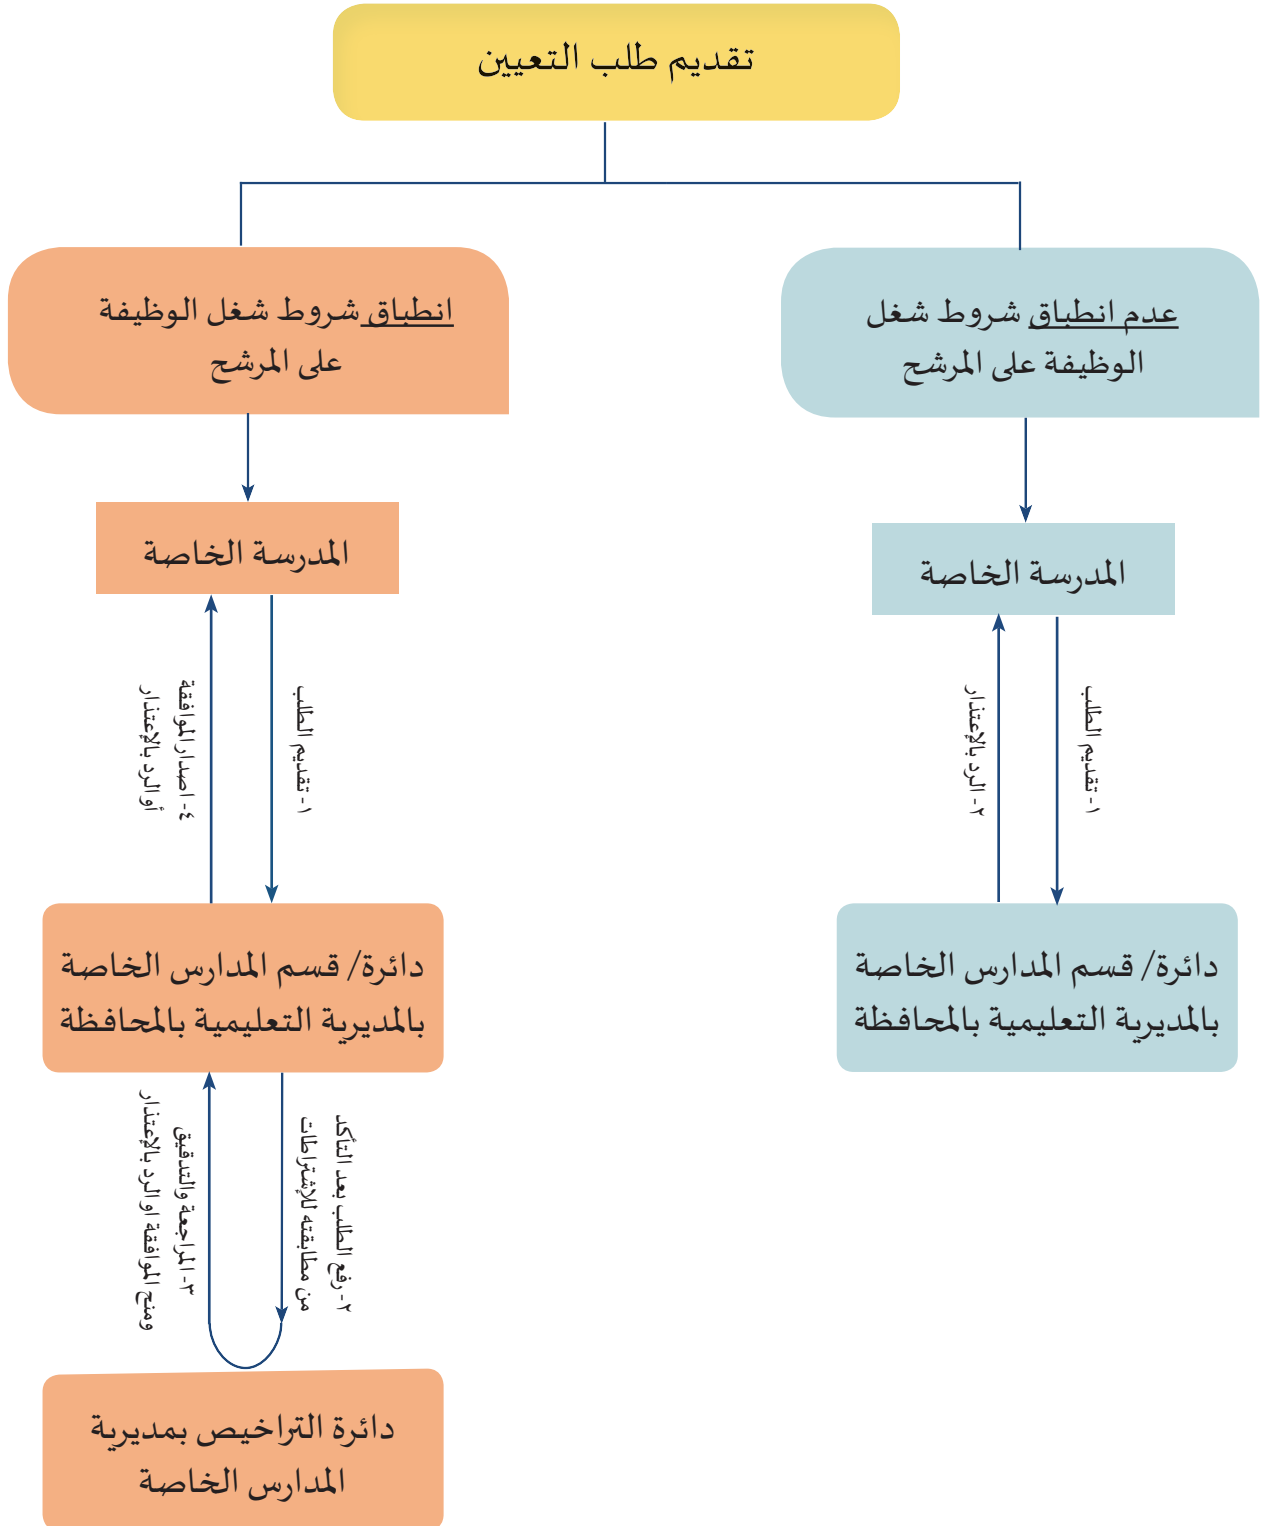 تقديم طلب التعيين
عدم انطباق شروط شغل
الوظيفة على المرشح
انطباق شروط شغل الوظيفة
على المرشح
المدرسة الخاصة
المدرسة الخاصة
١- تقديم الطلب
٢- الرد بالإعتذار
١- تقديم الطلب
٤- اصدار الموافقة
أو الرد بالإعتذار
دائرة/ قسم المدارس الخاصة
بالمديرية التعليمية بالمحافظة
دائرة/ قسم المدارس الخاصة
بالمديرية التعليمية بالمحافظة
٢- رفع الطلب بعد التأكد
من مطابقته للإشتراطات
٣- المراجعة والتدقيق
ومنح الموافقة او الرد بالإعتذار
دائرة التراخيص بمديرية
المدارس الخاصة